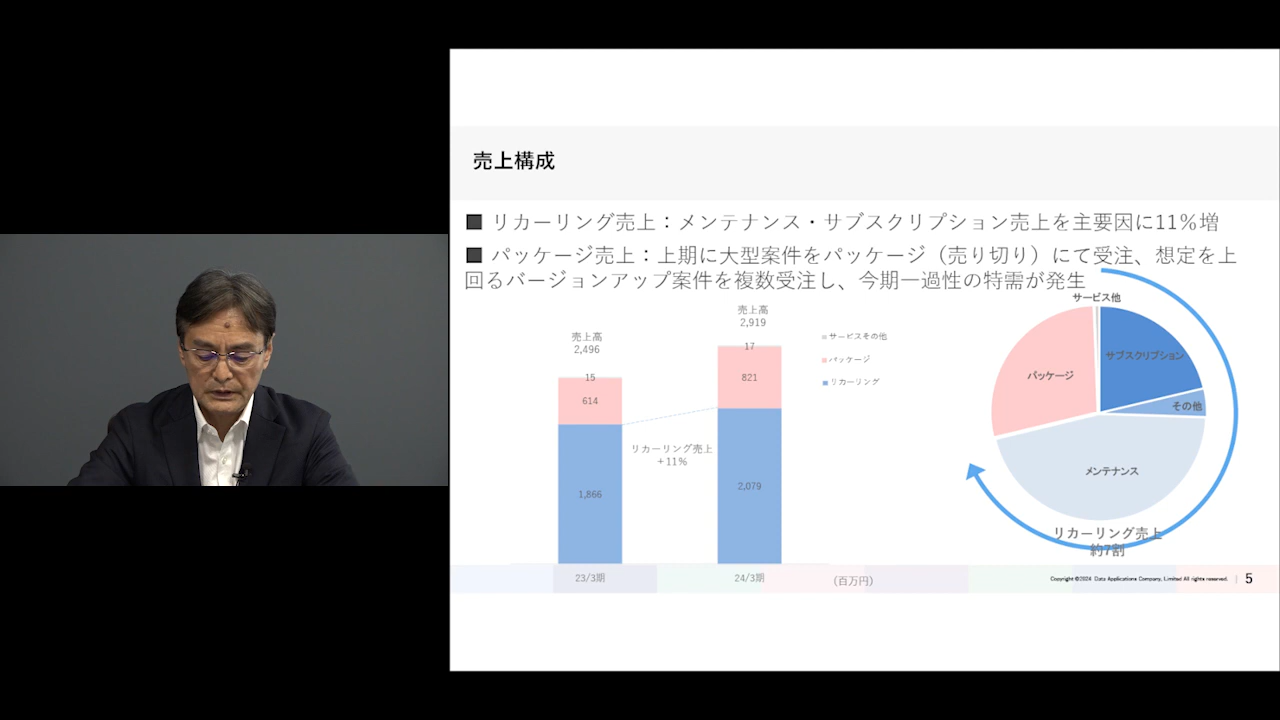 売上構成
■ リカーリング売上：メンテナンス・サブスクリプション売上を主要因に11％増
■ パッケージ売上：上期に大型案件をパッケージ（売り切り）にて受注、想定を上
回るバージョンアップ案件を複数受注し、今期一過性の特需が発生
売上高
2,496
15
614
1,866
23/3期
リカーリング売上
＋11％
売上高
2,919
17
821
2,079
24/3期
（百万円）
サービスその他
パッケージ
リカーリング
サービス他
サブスクリプション
パッケージ
その他
メンテナンス
リカーリング売上
約7割
Copyright ©2024 Data Applications Company, Limited All rights reserved. | 5